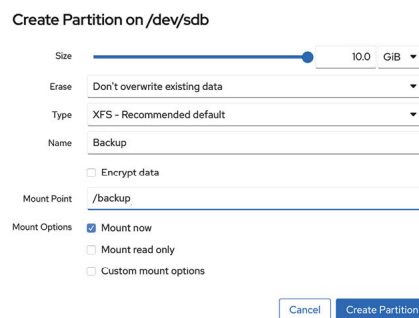 Create Partition on /dev/sdb
Size 10.0 GiB
Erase Don't overwrite existing data
Type XFS - Recommended default
Name Backup
Encrypt data
Mount Point /backup
Mount Options Mount now
Mount read only
Custom mount options
Cancel Create Partition